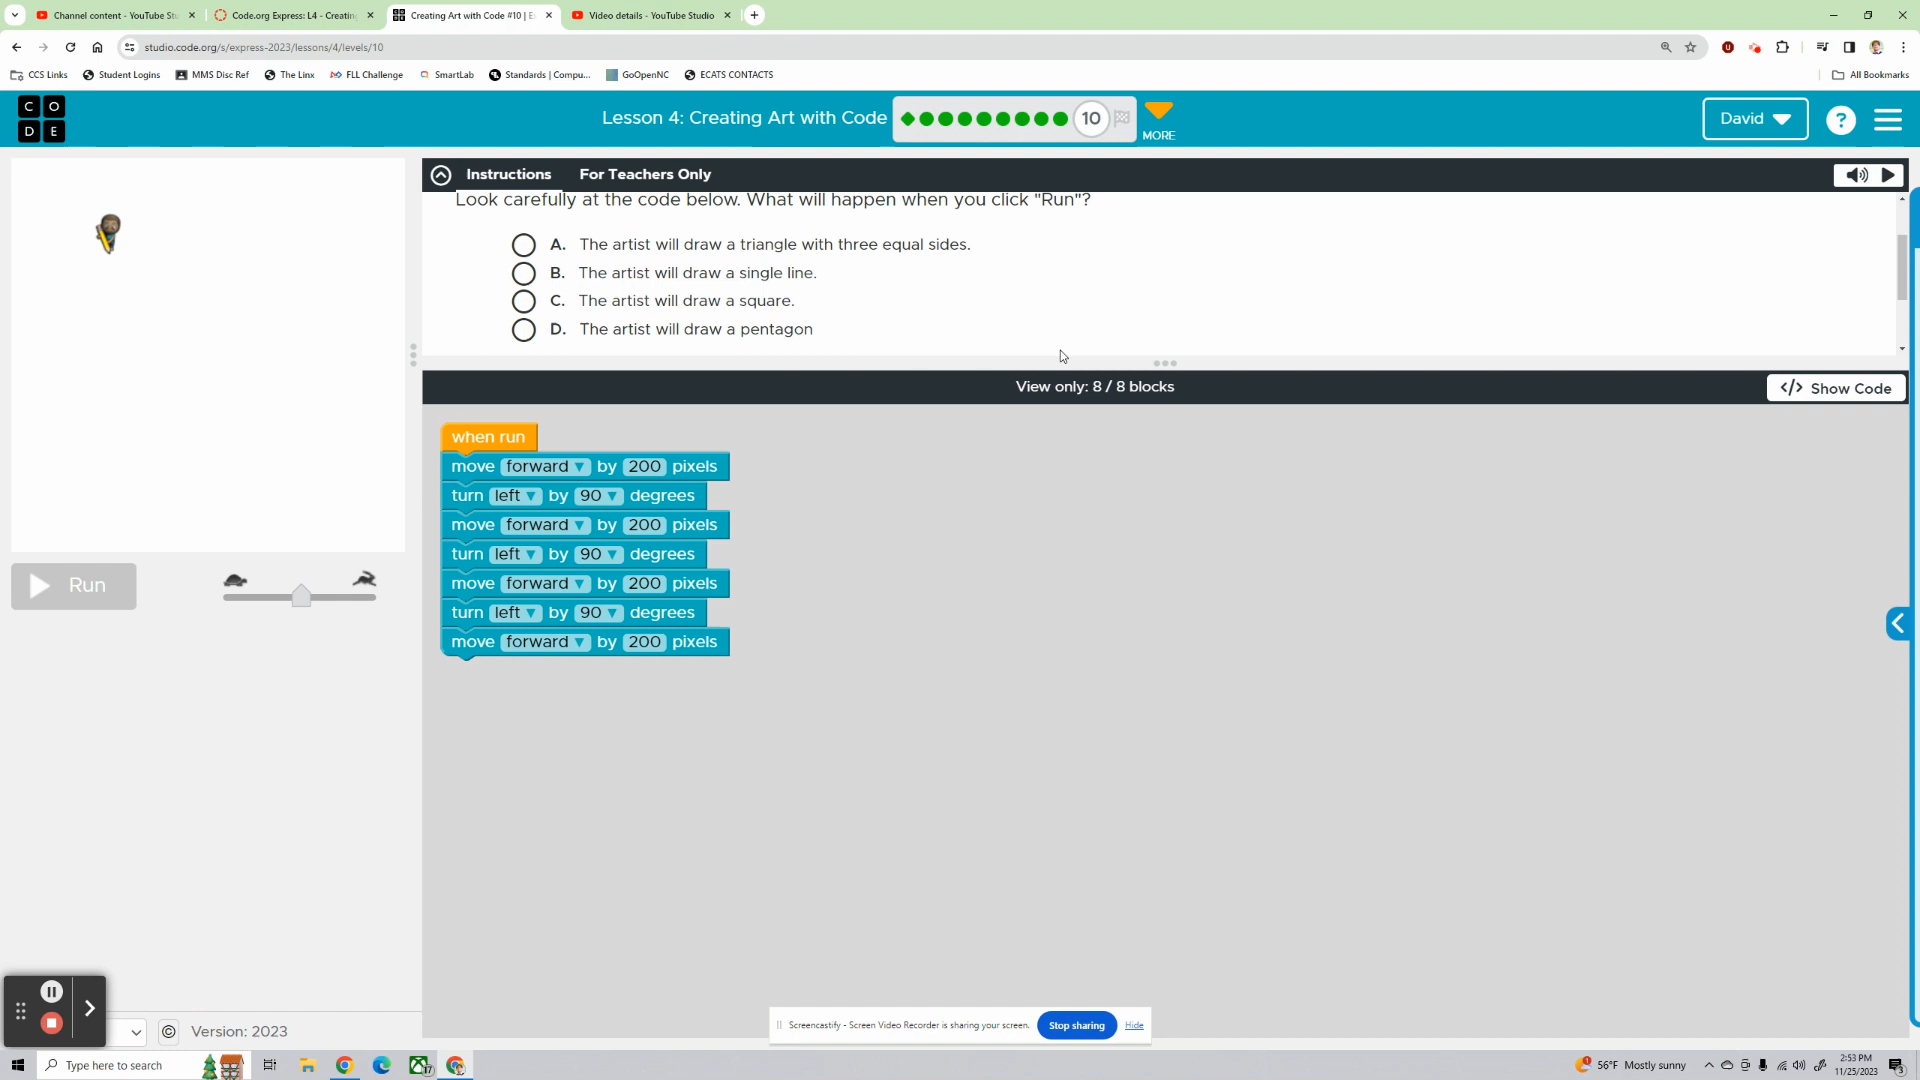 Channel content - YouTube Stu
Code.org Express: L4 - Creatin
Creating Art with Code #10 | E
Video details - YouTube Studio
studio.code.org/s/express-2023/lessons/4/levels/10
CCS Links
Student Logins
MMS Disc Ref
The Linx
FLL Challenge
SmartLab
Standards | Compu...
GoOpenNC
ECATS CONTACTS
All Bookmarks
C O
D E
Lesson 4: Creating Art with Code
10
MORE
David
?
Instructions
For Teachers Only
Look carefully at the code below. What will happen when you click "Run"?
A. The artist will draw a triangle with three equal sides.
B. The artist will draw a single line.
C. The artist will draw a square.
D. The artist will draw a pentagon
View only: 8 / 8 blocks
</> Show Code
when run
move forward by 200 pixels
turn left by 90 degrees
move forward by 200 pixels
turn left by 90 degrees
move forward by 200 pixels
turn left by 90 degrees
move forward by 200 pixels
Run
© Version: 2023
Screencastify - Screen Video Recorder is sharing your screen.
Stop sharing
Hide
Type here to search
17
1
56°F Mostly sunny
2:53 PM
11/25/2023
3